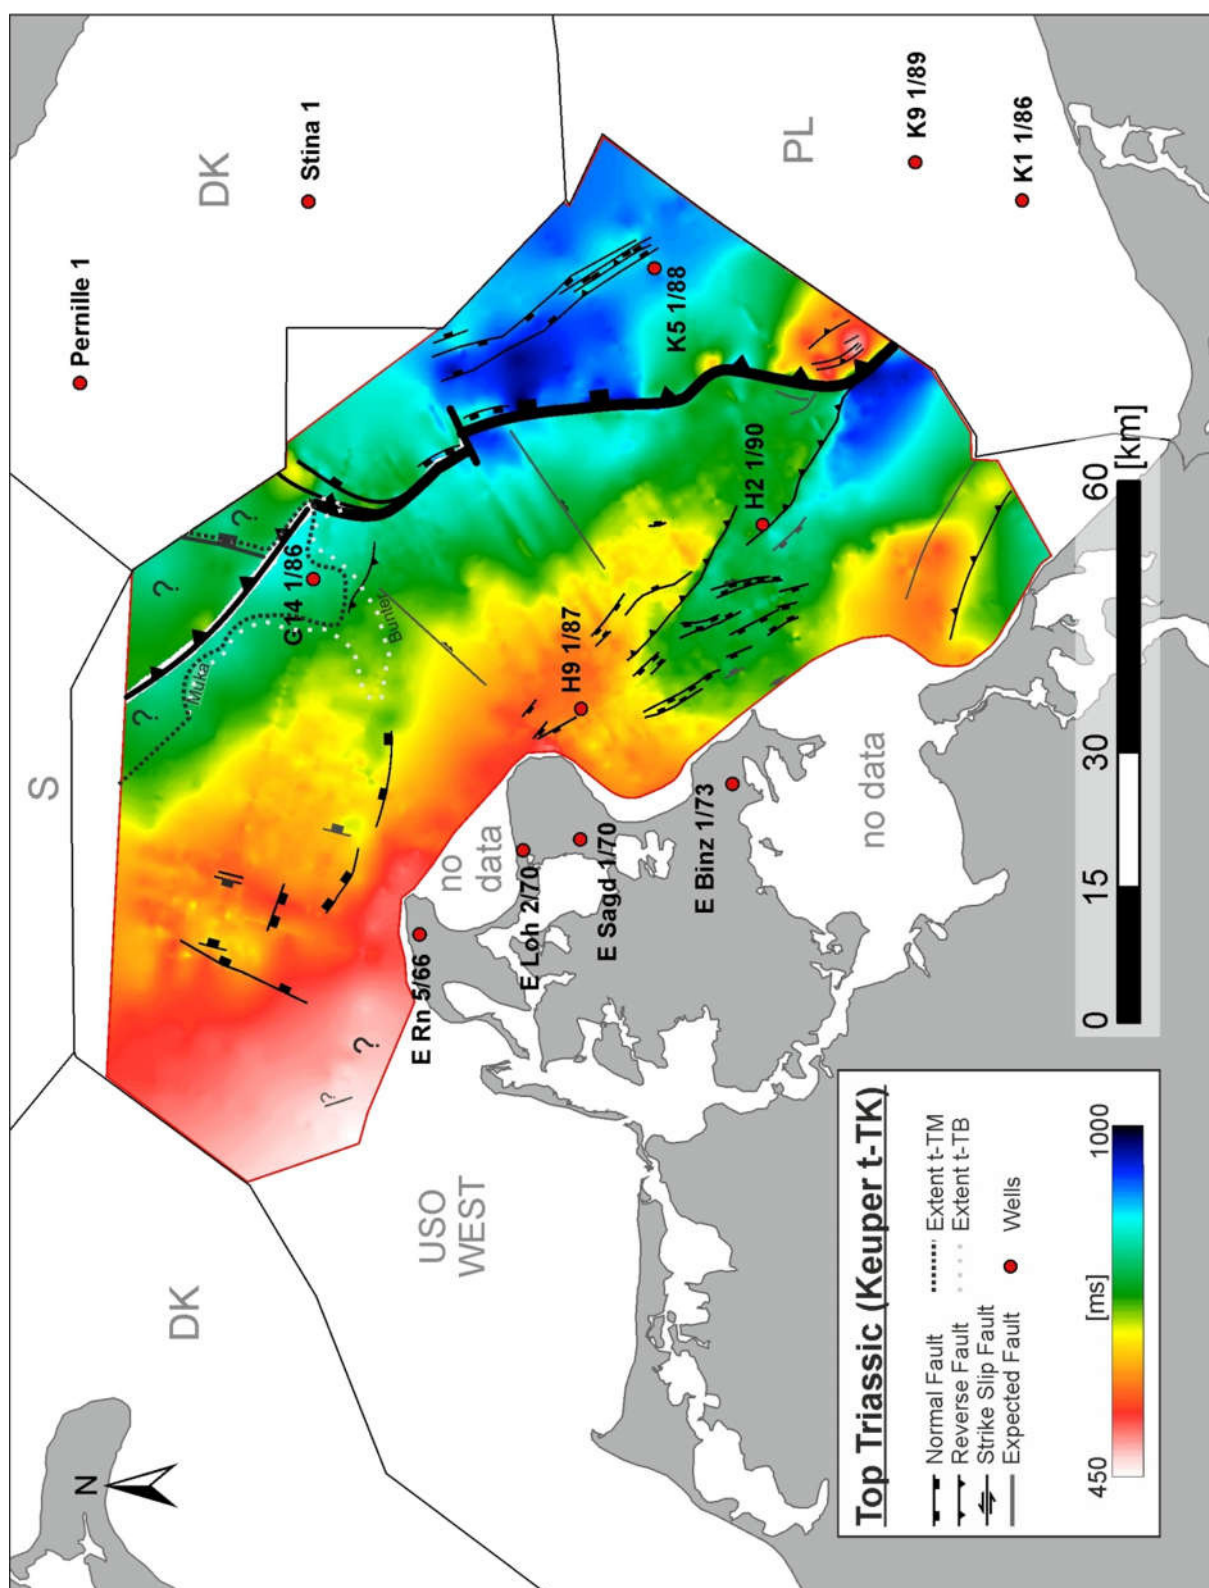 N
DK
S
DK
PL
Pernille 1
Stina 1
K5 1/88
K9 1/89
K1 1/86
G14 1/86
Muka
Bunter
?
?
?
H9 1/87
H2 1/90
no
data
E Rn 5/66
E Loh 2/70
E Sagd 1/70
E Binz 1/73
no data
?
?
USO
WEST
Top Triassic (Keuper t-TK)
Normal Fault
Reverse Fault
Strike Slip Fault
Expected Fault
Extent t-TM
Extent t-TB
Wells
450 [ms] 1000
0 15 30 60
[km]